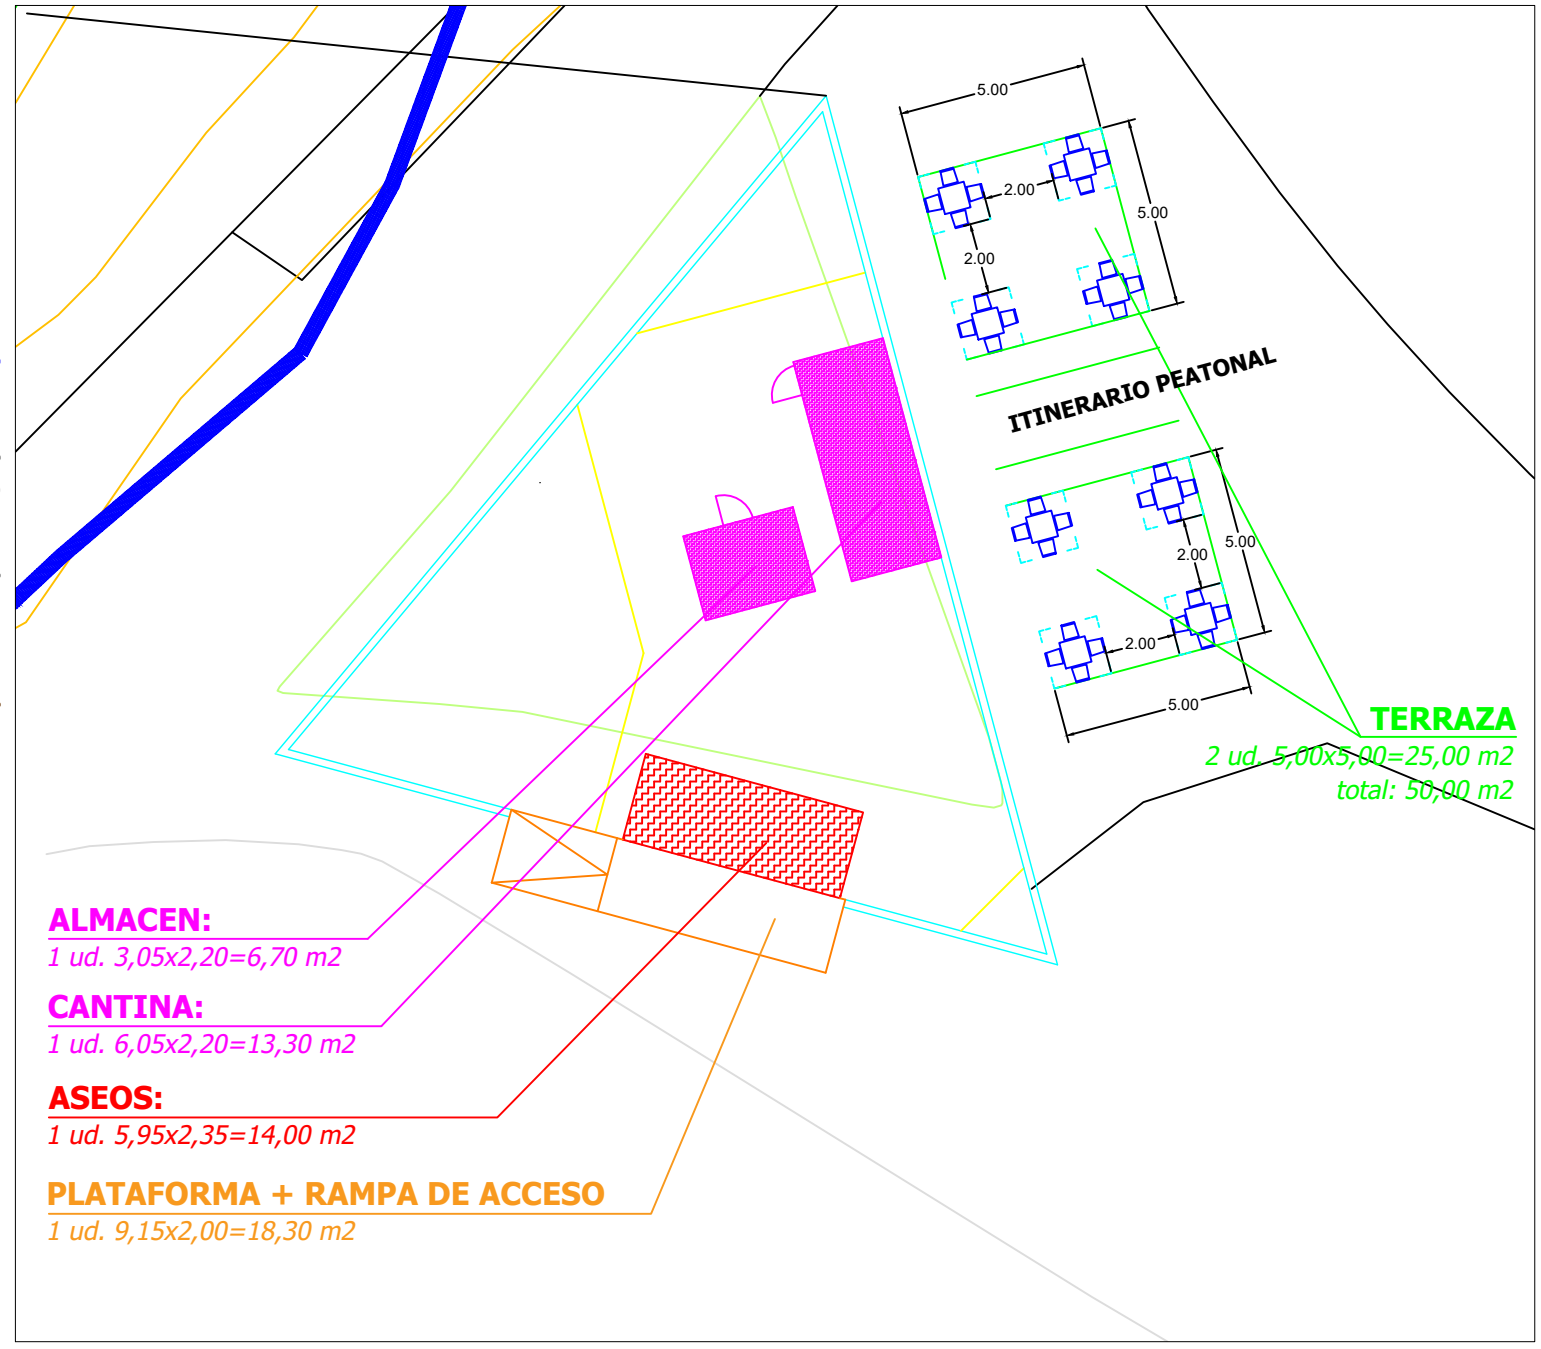 5.00
2.00
5.00
2.00
ITINERARIO PEATONAL
5.00
2.00
2.00
5.00
TERRAZA
2 ud. 5,00x5,00=25,00 m2
total: 50,00 m2
ALMACEN:
1 ud. 3,05x2,20=6,70 m2
CANTINA:
1 ud. 6,05x2,20=13,30 m2
ASEOS:
1 ud. 5,95x2,35=14,00 m2
PLATAFORMA + RAMPA DE ACCESO
1 ud. 9,15x2,00=18,30 m2